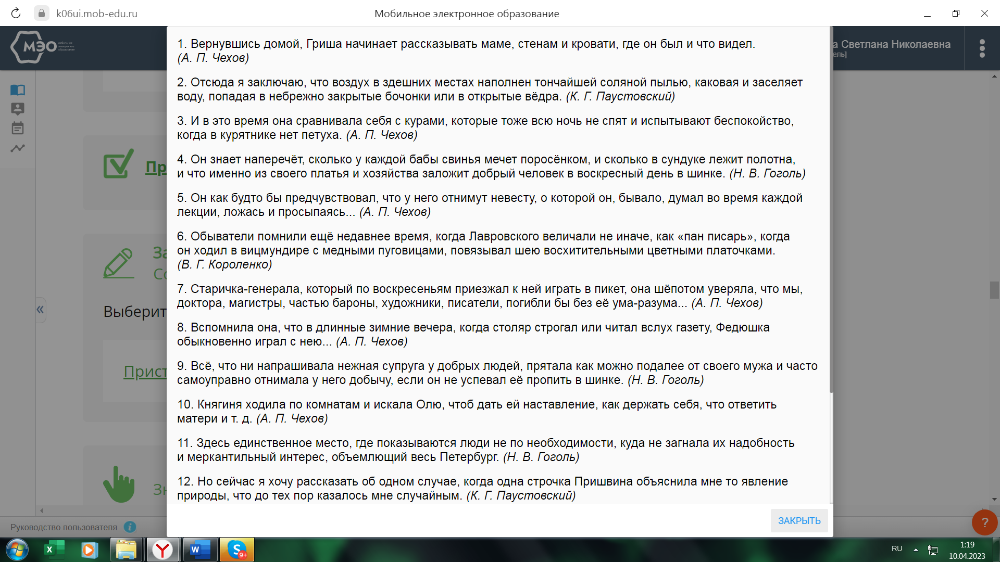 k06ui.mob-edu.ru
Мобильное электронное образование
МЭО
мобильное
электронное
образование
а Светлана Николаевна
ель]
1. Вернувшись домой, Гриша начинает рассказывать маме, стенам и кровати, где он был и что видел.
(А. П. Чехов)
2. Отсюда я заключаю, что воздух в здешних местах наполнен тончайшей соляной пылью, каковая и заселяет
воду, попадая в небрежно закрытые бочонки или в открытые вёдра. (К. Г. Паустовский)
3. И в это время она сравнивала себя с курами, которые тоже всю ночь не спят и испытывают беспокойство,
когда в курятнике нет петуха. (А. П. Чехов)
4. Он знает наперечёт, сколько у каждой бабы свинья мечет поросёнком, и сколько в сундуке лежит полотна,
и что именно из своего платья и хозяйства заложит добрый человек в воскресный день в шинке. (Н. В. Гоголь)
5. Он как будто бы предчувствовал, что у него отнимут невесту, о которой он, бывало, думал во время каждой
лекции, ложась и просыпаясь... (А. П. Чехов)
6. Обыватели помнили ещё недавнее время, когда Лавровского величали не иначе, как «пан писарь», когда
он ходил в вицмундире с медными пуговицами, повязывал шею восхитительными цветными платочками.
(В. Г. Короленко)
7. Старичка-генерала, который по воскресеньям приезжал к ней играть в пикет, она шёпотом уверяла, что мы,
доктора, магистры, частью бароны, художники, писатели, погибли бы без её ума-разума... (А. П. Чехов)
8. Вспомнила она, что в длинные зимние вечера, когда столяр строгал или читал вслух газету, Федюшка
обыкновенно играл с нею... (А. П. Чехов)
9. Всё, что ни напрашивала нежная супруга у добрых людей, прятала как можно подалее от своего мужа и часто
самоуправно отнимала у него добычу, если он не успевал её пропить в шинке. (Н. В. Гоголь)
10. Княгиня ходила по комнатам и искала Олю, чтоб дать ей наставление, как держать себя, что ответить
матери и т. д. (А. П. Чехов)
11. Здесь единственное место, где показываются люди не по необходимости, куда не загнала их надобность
и меркантильный интерес, объемлющий весь Петербург. (Н. В. Гоголь)
12. Но сейчас я хочу рассказать об одном случае, когда одна строчка Пришвина объяснила мне то явление
природы, что до тех пор казалось мне случайным. (К. Г. Паустовский)
Пр
За
Со
Выберит
Прист
Зн
ЗАКРЫТЬ
Руководство пользователя
i
?
9+
RU
1:19
10.04.2023